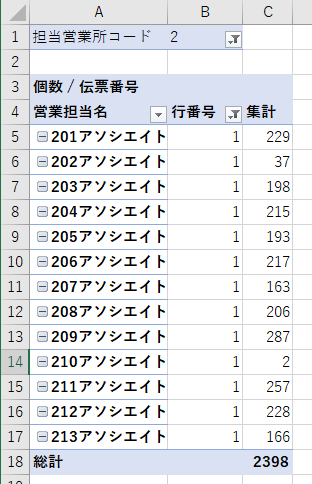 A B C
1 担当営業所コード 2
2
3 個数 / 伝票番号
4 営業担当名 行番号 集計
5 201アソシエイト 1 229
6 202アソシエイト 1 37
7 203アソシエイト 1 198
8 204アソシエイト 1 215
9 205アソシエイト 1 193
10 206アソシエイト 1 217
11 207アソシエイト 1 163
12 208アソシエイト 1 206
13 209アソシエイト 1 287
14 210アソシエイト 1 2
15 211アソシエイト 1 257
16 212アソシエイト 1 228
17 213アソシエイト 1 166
18 総計 2398